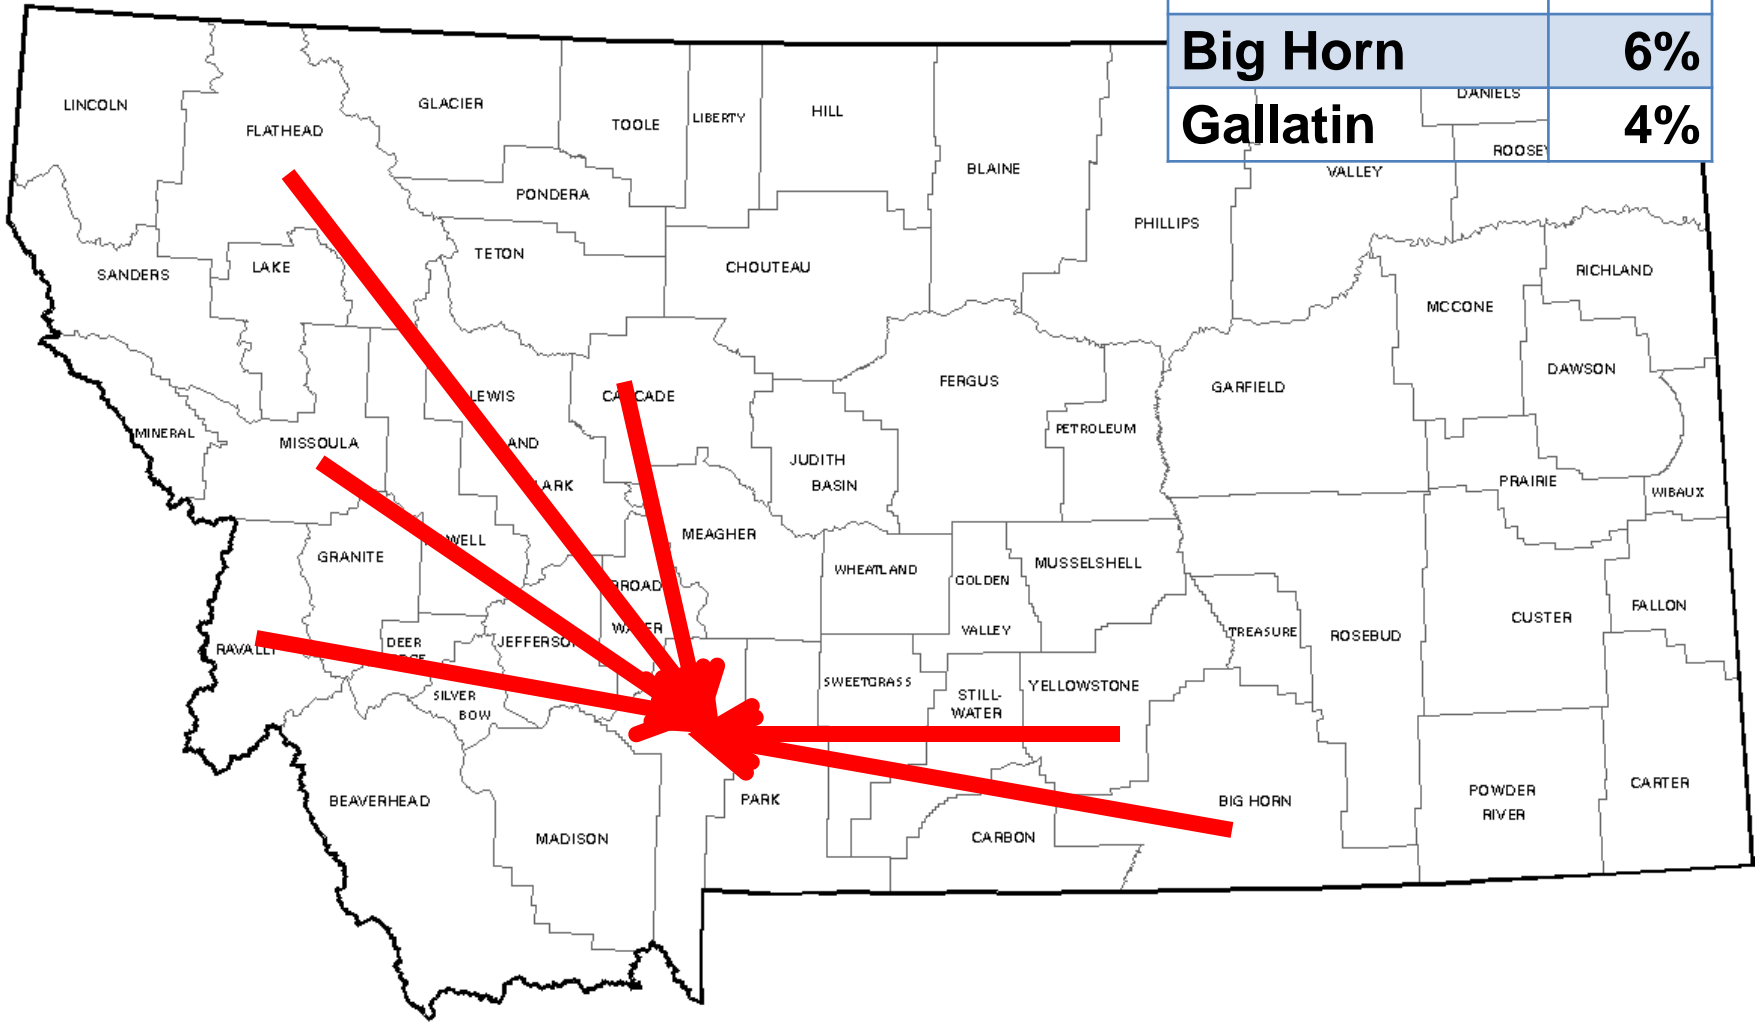 Big Horn 6%
Gallatin 4%
LINCOLN
FLATHEAD
GLACIER
TOOLE
LIBERTY
HILL
BLAINE
DANIELS
VALLEY
PHILLIPS
PONDERA
TETON
CHOUTEAU
SANDERS
LAKE
RICHLAND
MCCONE
DAWSON
GARFIELD
FERGUS
PETROLEUM
LEWIS
AND
JUDITH
BASIN
MINERAL
MISSOULA
PRAIRIE
WIBAUX
MEAGHER
GRANITE
WHEATLAND
GOLDEN
VALLEY
MUSSELSHELL
CUSTER
FALLON
TREASURE
ROSEBUD
DEER
SILVER
BOW
SWEETGRASS
STILL-
WATER
YELLOWSTONE
BEAVERHEAD
MADISON
PARK
CARBON
BIG HORN
POWDER
RIVER
CARTER